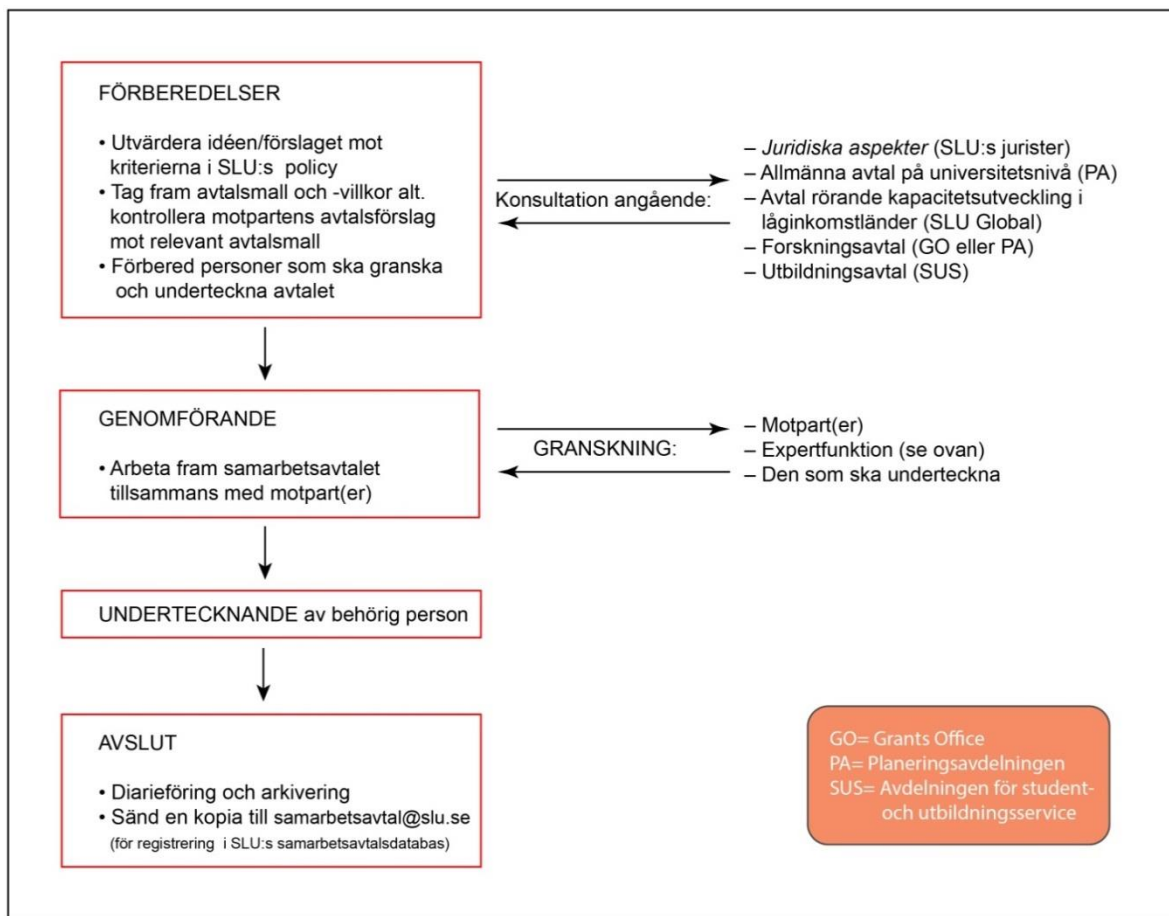 FÖRBEREDELSER
• Utvärdera idéen/förslaget mot
kriterierna i SLU:s policy
• Tag fram avtalsmall och -villkor alt.
kontrollera motpartens avtalsförslag
mot relevant avtalsmall
• Förbered personer som ska granska
och underteckna avtalet
Konsultation angående:
– Juridiska aspekter (SLU:s jurister)
– Allmänna avtal på universitetsnivå (PA)
– Avtal rörande kapacitetsutveckling i
låginkomstländer (SLU Global)
– Forskningsavtal (GO eller PA)
– Utbildningsavtal (SUS)
GENOMFÖRANDE
• Arbeta fram samarbetsavtalet
tillsammans med motpart(er)
GRANSKNING:
– Motpart(er)
– Expertfunktion (se ovan)
– Den som ska underteckna
UNDERTECKNANDE av behörig person
AVSLUT
• Diarieföring och arkivering
• Sänd en kopia till samarbetsavtal@slu.se
(för registrering i SLU:s samarbetsavtalsdatabas)
GO= Grants Office
PA= Planeringsavdelningen
SUS= Avdelningen för student-
och utbildningsservice